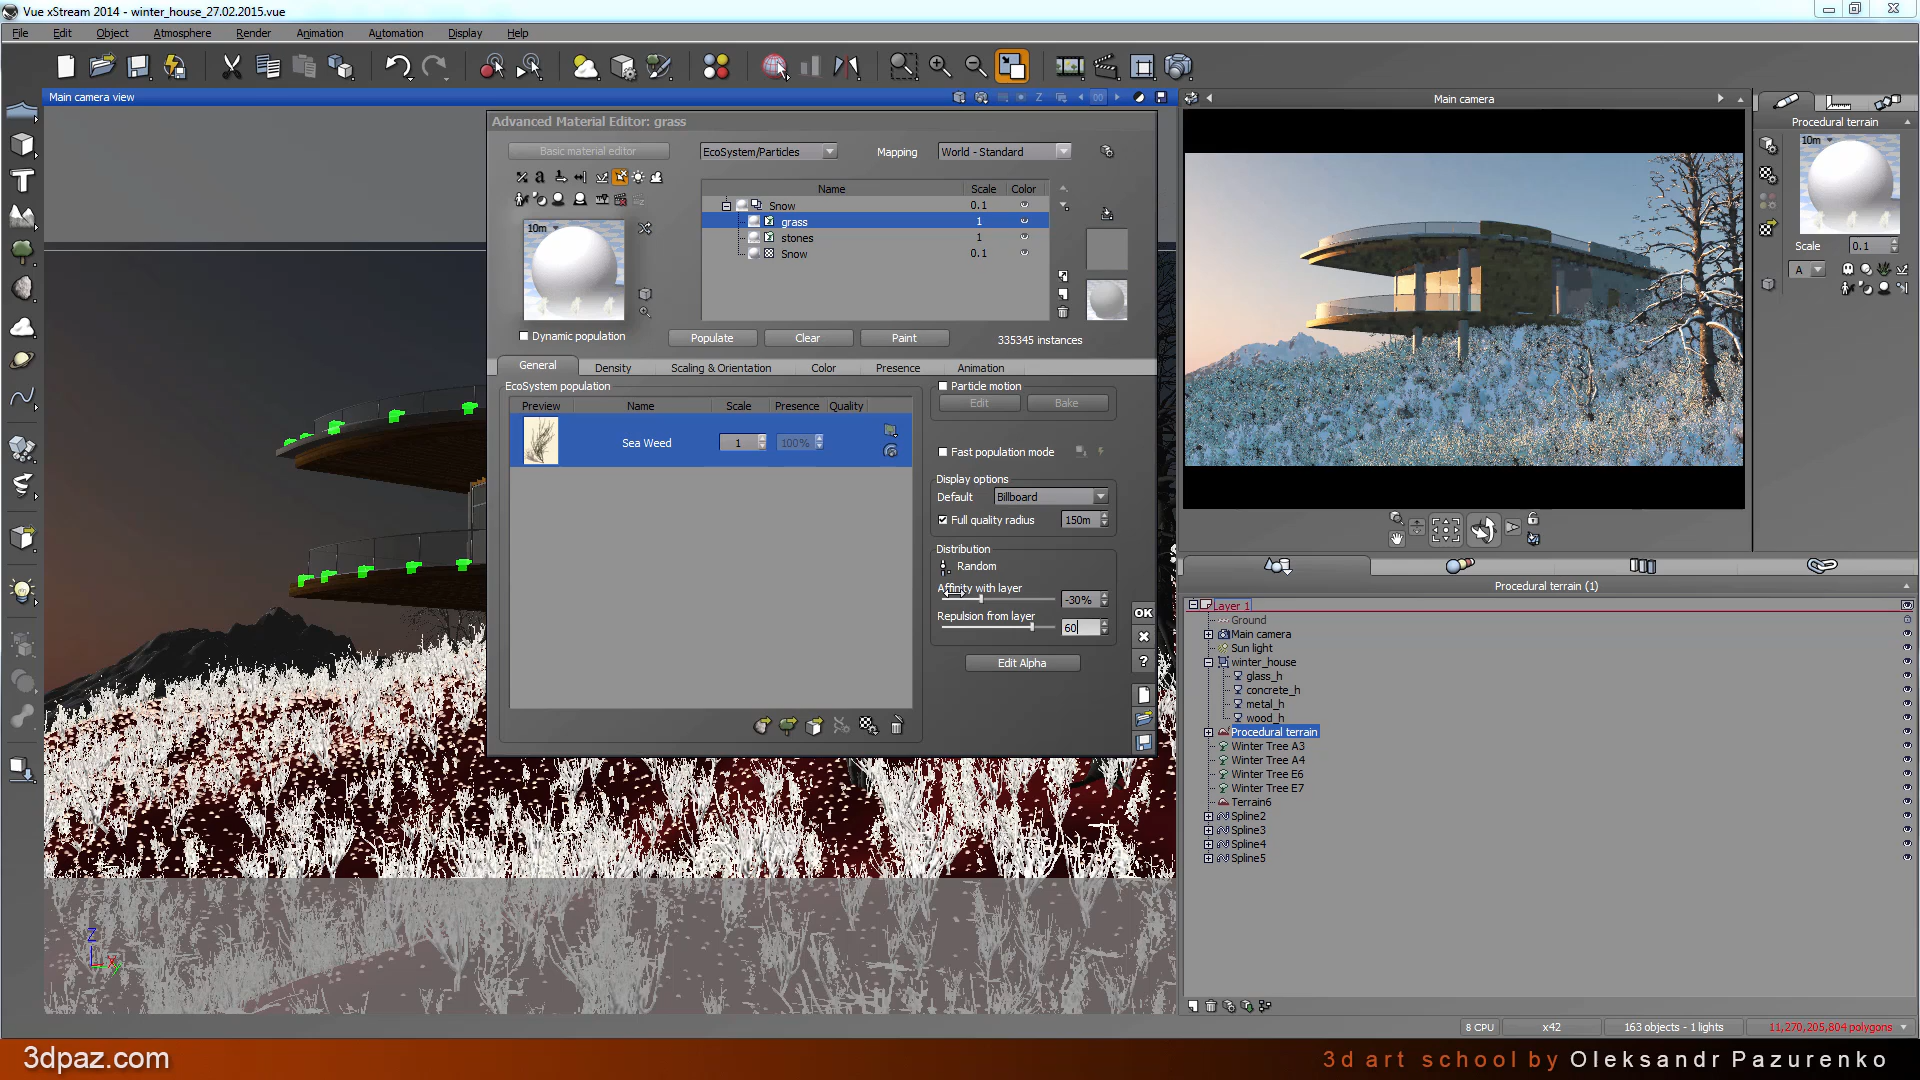 Vue xStream 2014 - winter_house_27.02.2015.vue
File Edit Object Atmosphere Render Animation Automation Display Help
Main camera view
Z
00
Main camera
Procedural terrain
10m
Scale 0.1
A
Advanced Material Editor: grass
Basic material editor
EcoSystem/Particles
Mapping
World - Standard
Name Scale Color
Snow 0.1
grass 1
stones 1
Snow 0.1
10m
Dynamic population
Populate
Clear
Paint
335345 instances
General Density Scaling & Orientation Color Presence Animation
EcoSystem population
Preview Name Scale Presence Quality
Sea Weed 1 100%
Particle motion
Edit
Bake
Fast population mode
Display options
Default Billboard
Full quality radius 150m
Distribution
Random
Affinity with layer
-30%
Repulsion from layer
60
Edit Alpha
OK
?
Procedural terrain (1)
Layer 1
Ground
Main camera
Sun light
winter_house
glass_h
concrete_h
metal_h
wood_h
Procedural terrain
Winter Tree A3
Winter Tree A4
Winter Tree E6
Winter Tree E7
Terrain6
Spline2
Spline3
Spline4
Spline5
Z
X
y
8 CPU
x42
163 objects - 1 lights
11,270,205,804 polygons
3dpaz.com
3d art school by Oleksandr Pazurenko